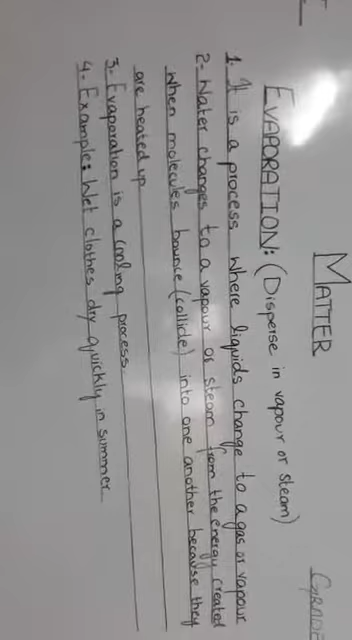 MATTER
GRADE
EVAPORATION: (Disperse in vapour or steam)
1. It is a process where liquids change to a gas or vapour
2- Water changes to a vapour or steam from the energy created
when molecules bounce (collide) into one another because they
are heated up
3- Evaporation is a cooling process.
4- Example: Wet clothes dry quickly in summer